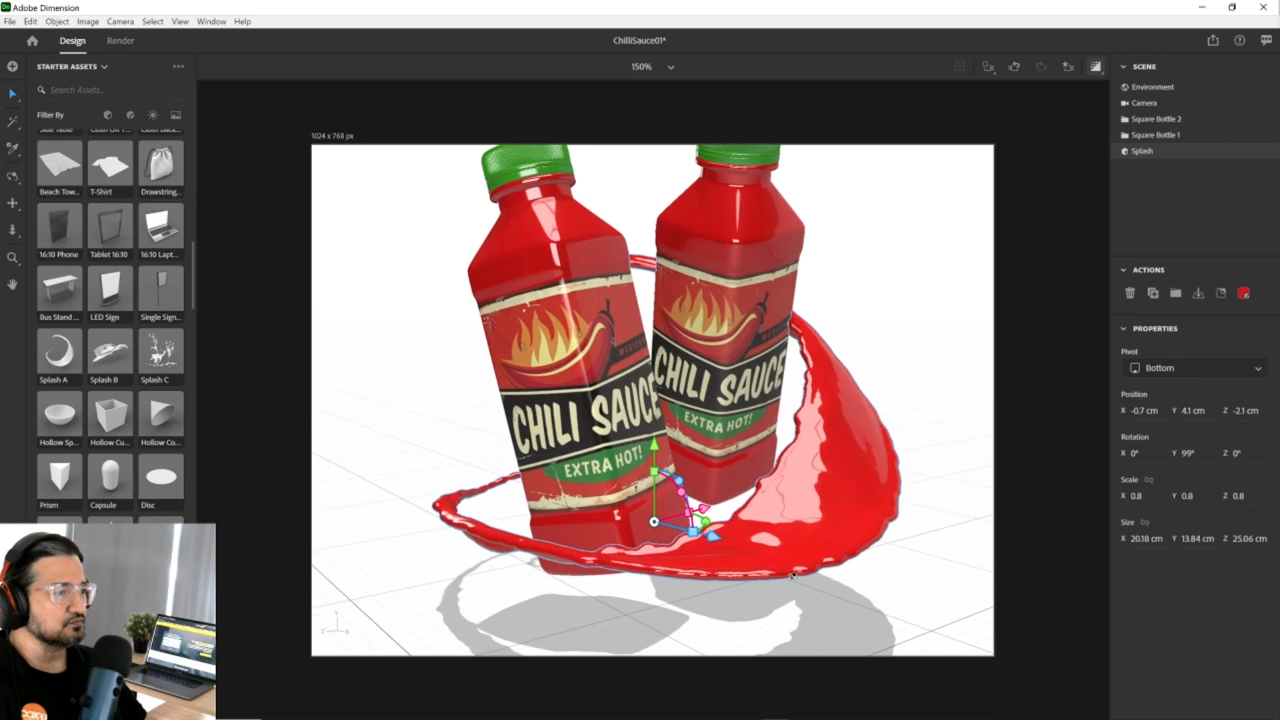 Adobe Dimension
File Edit Object Image Camera Select View Window Help
Design Render
ChilliSauce01*
STARTER ASSETS
150%
SCENE
Search Assets...
Environment
Camera
Filter By
Square Bottle 2
Square Bottle 1
Splash
1024 x 768 px
Beach Tow... T-Shirt Drawstring...
16:10 Phone Tablet 16:10 16:10 Lapt...
ACTIONS
Bus Stand ... LED Sign Single Sign...
PROPERTIES
Pivot
Bottom
Splash A Splash B Splash C
Position
X -0.7 cm Y 4.1 cm Z -2.1 cm
Rotation
Hollow Sp... Hollow Cu... Hollow Co...
X 0° Y 99° Z 0°
Scale
X 0.8 Y 0.8 Z 0.8
Prism Capsule Disc
Size
X 20.18 cm Y 13.84 cm Z 25.06 cm
CHILI SAUCE
EXTRA HOT!
CHILI SAUCE
EXTRA HOT!